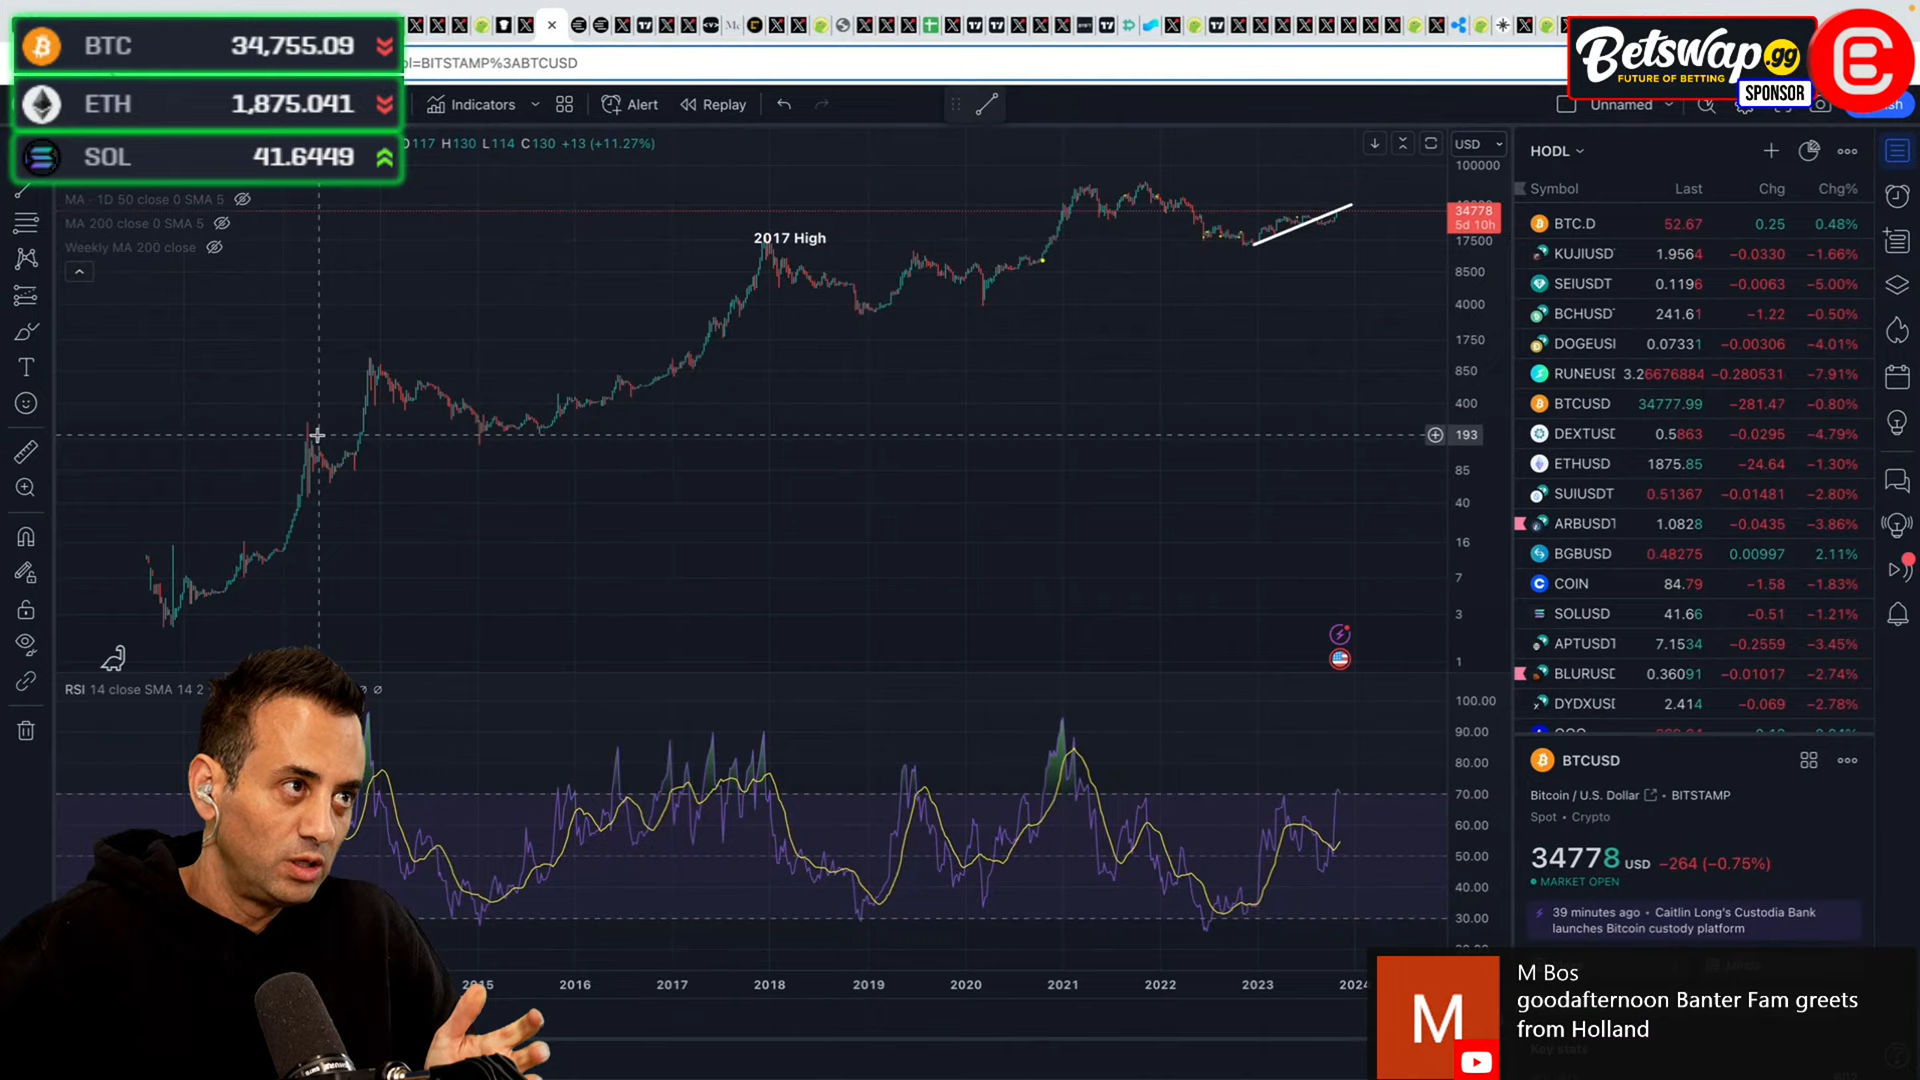 BTC 34,755.09
ETH 1,875.041
SOL 41.6449
ol=BITSTAMP%3ABTCUSD
Betswap.gg
FUTURE OF BETTING
SPONSOR
Indicators
Alert
Replay
Unnamed
117 H130 L114 C130 +13 (+11.27%)
MA · 1D 50 close 0 SMA 5
MA 200 close 0 SMA 5
Weekly MA 200 close
2017 High
USD
100000
34778
5d 10h
17500
8500
4000
1750
850
400
193
85
40
16
7
3
1
RSI 14 close SMA 14 2
100.00
90.00
80.00
70.00
60.00
50.00
40.00
30.00
2015 2016 2017 2018 2019 2020 2021 2022 2023 2024
HODL
Symbol Last Chg Chg%
BTC.D 52.67 0.25 0.48%
KUJIUSD 1.9564 −0.0330 −1.66%
SEIUSDT 0.1196 −0.0063 −5.00%
BCHUSD 241.61 −1.22 −0.50%
DOGEUSI 0.07331 −0.00306 −4.01%
RUNEUSI 3.26676884 −0.280531 −7.91%
BTCUSD 34777.99 −281.47 −0.80%
DEXTUSI 0.5863 −0.0295 −4.79%
ETHUSD 1875.85 −24.64 −1.30%
SUIUSDT 0.51367 −0.01481 −2.80%
ARBUSDT 1.0828 −0.0435 −3.86%
BGBUSD 0.48275 0.00997 2.11%
COIN 84.79 −1.58 −1.83%
SOLUSD 41.66 −0.51 −1.21%
APTUSDT 7.1534 −0.2559 −3.45%
BLURUSD 0.36091 −0.01017 −2.74%
DYDXUSI 2.414 −0.069 −2.78%
BTCUSD
Bitcoin / U.S. Dollar • BITSTAMP
Spot • Crypto
34778 USD −264 (−0.75%)
MARKET OPEN
39 minutes ago • Caitlin Long's Custodia Bank
launches Bitcoin custody platform
M
M Bos
goodafternoon Banter Fam greets
from Holland
Key stats